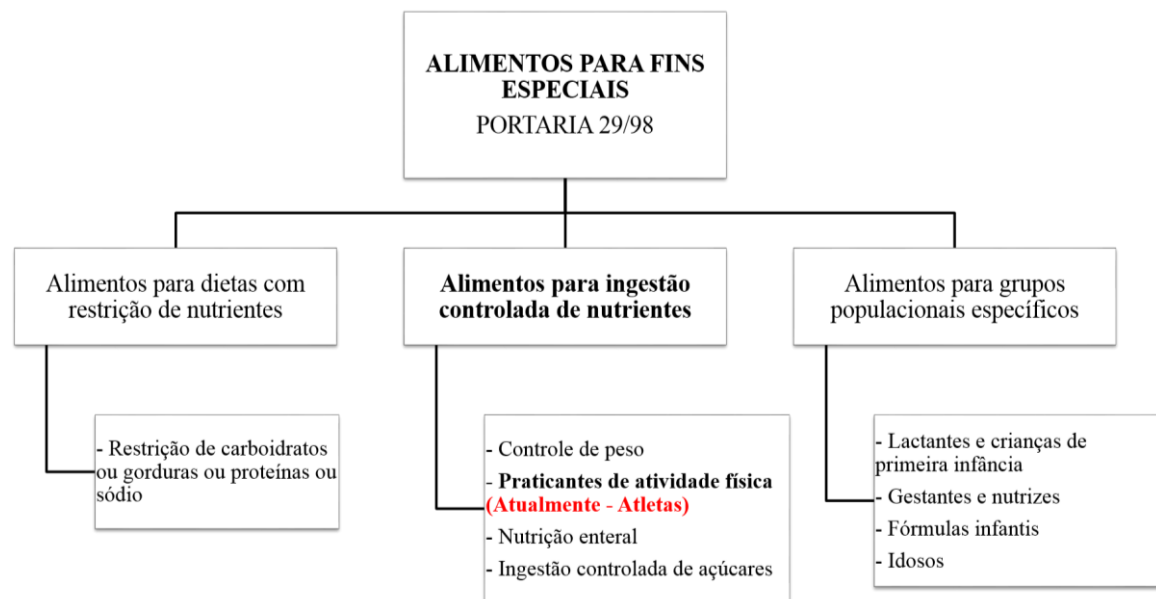 ALIMENTOS PARA FINS
ESPECIAIS
PORTARIA 29/98
Alimentos para dietas com
restrição de nutrientes
Alimentos para ingestão
controlada de nutrientes
Alimentos para grupos
populacionais específicos
- Restrição de carboidratos
ou gorduras ou proteínas ou
sódio
- Controle de peso
- Praticantes de atividade física
(Atualmente - Atletas)
- Nutrição enteral
- Ingestão controlada de açúcares
- Lactantes e crianças de
primeira infância
- Gestantes e nutrizes
- Fórmulas infantis
- Idosos